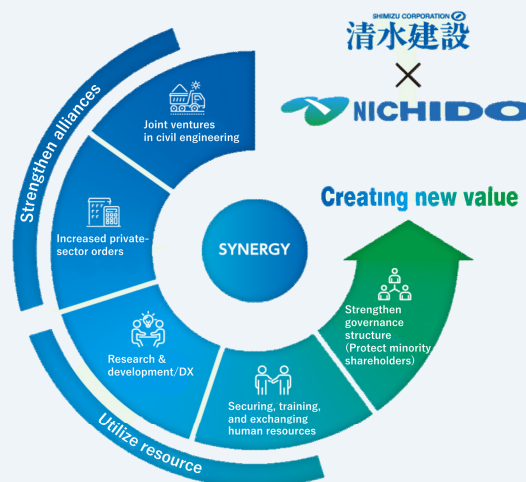 SHIMIZU CORPORATION
清水建設
×
NICHIDO
Creating new value
Strengthen alliances
Joint ventures
in civil engineering
Increased private-
sector orders
SYNERGY
Research &
development/DX
Securing, training,
and exchanging
human resources
Strengthen
governance
structure
(Protect minority
shareholders)
Utilize resource